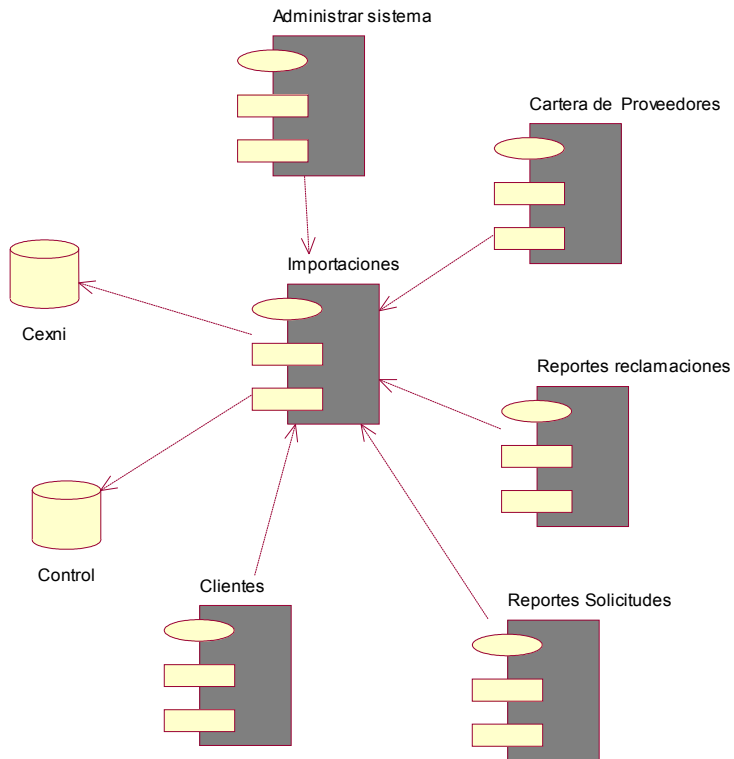 Administrar sistema
Cartera de Proveedores
Importaciones
Cexni
Reportes reclamaciones
Control
Clientes
Reportes Solicitudes